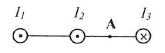 I₁ I₂ A I₃